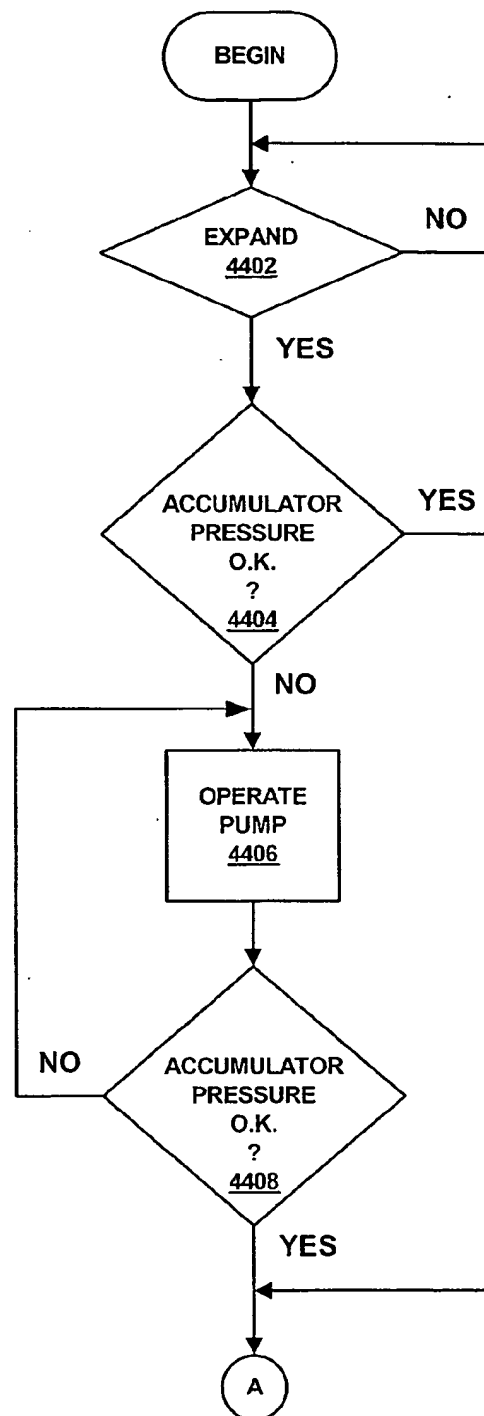 BEGIN
EXPAND
4402
NO
YES
ACCUMULATOR
PRESSURE
O.K.
?
4404
YES
NO
OPERATE
PUMP
4406
ACCUMULATOR
PRESSURE
O.K.
?
4408
NO
YES
A